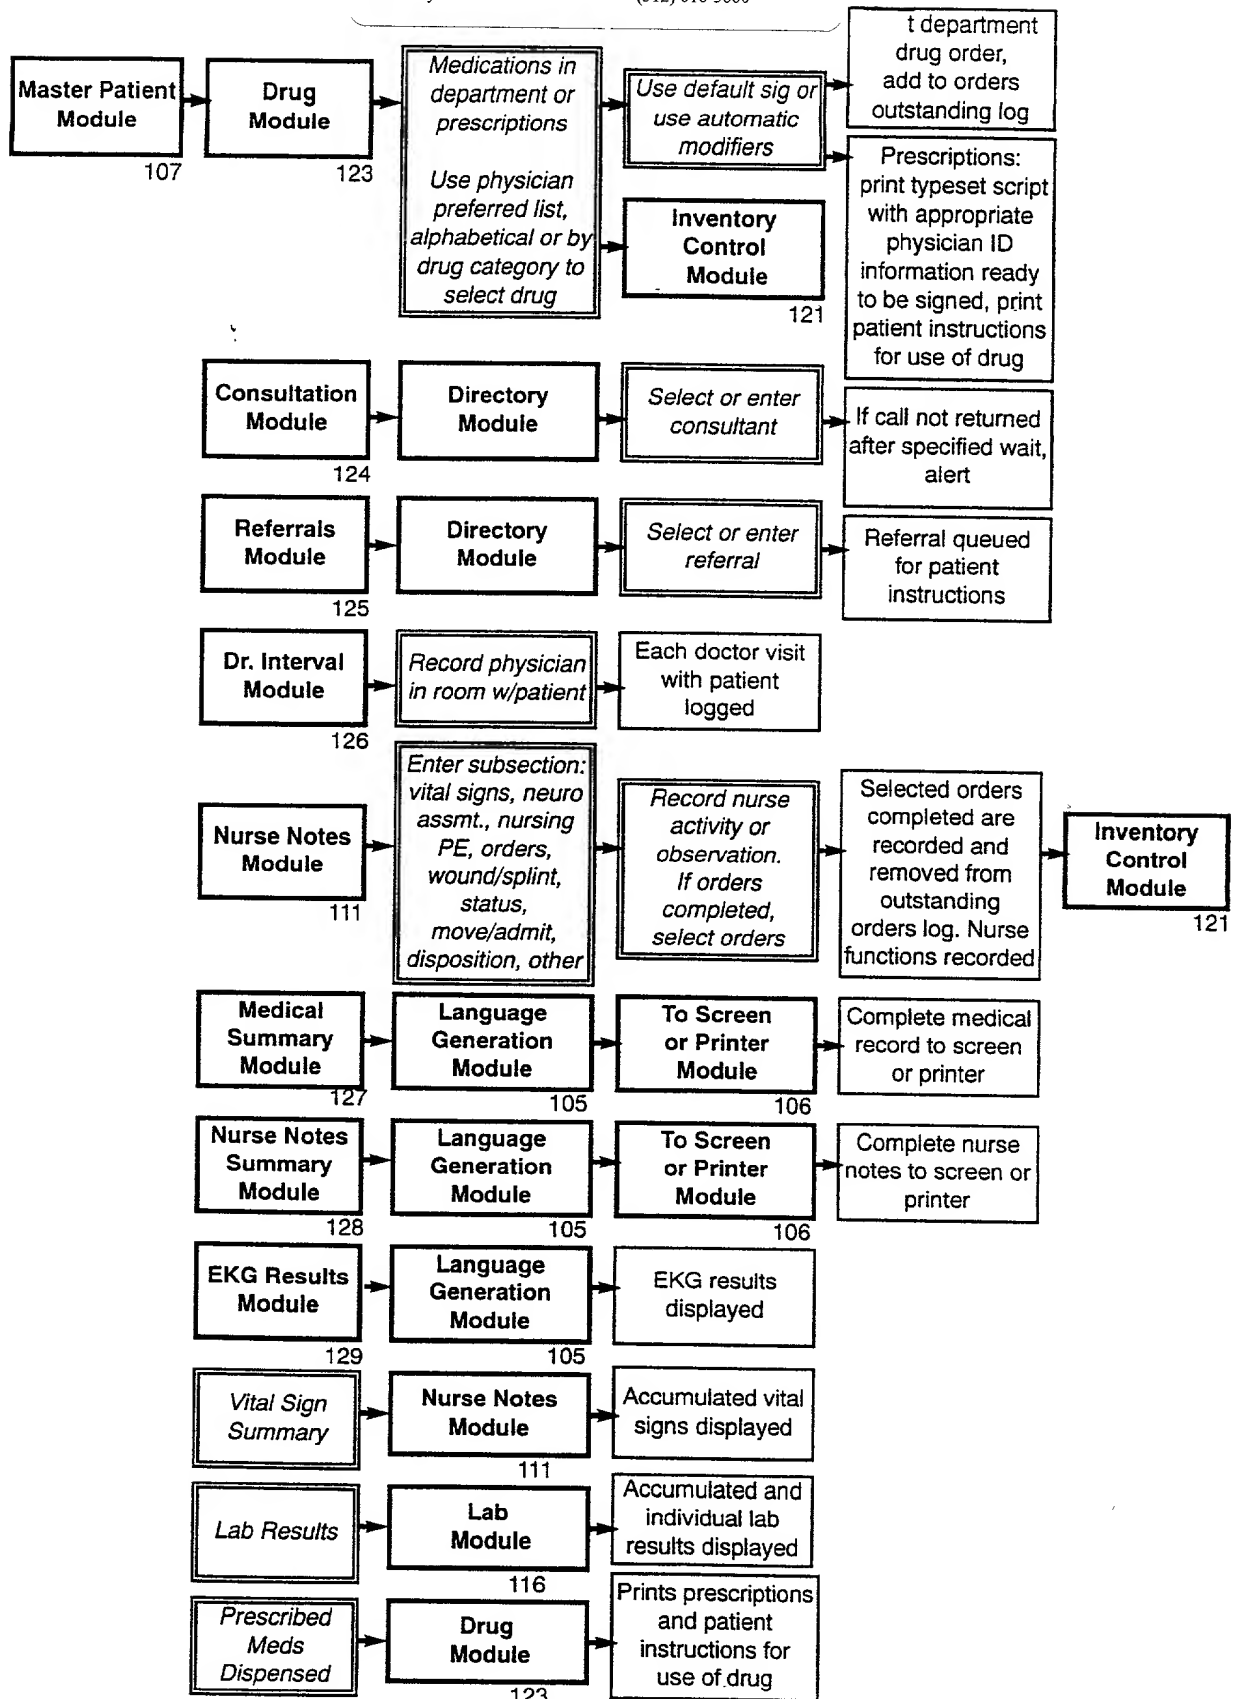 t department
drug order,
add to orders
outstanding log
Master Patient
Module
107
Drug
Module
123
Medications in
department or
prescriptions
Use physician
preferred list,
alphabetical or by
drug category to
select drug
Use default sig or
use automatic
modifiers
Inventory
Control
Module
121
Prescriptions:
print typeset script
with appropriate
physician ID
information ready
to be signed, print
patient instructions
for use of drug
Consultation
Module
124
Directory
Module
Select or enter
consultant
If call not returned
after specified wait,
alert
Referrals
Module
125
Directory
Module
Select or enter
referral
Referral queued
for patient
instructions
Dr. Interval
Module
126
Record physician
in room w/patient
Each doctor visit
with patient
logged
Nurse Notes
Module
111
Enter subsection:
vital signs, neuro
assmt., nursing
PE, orders,
wound/splint,
status,
move/admit,
disposition, other
Record nurse
activity or
observation.
If orders
completed,
select orders
Selected orders
completed are
recorded and
removed from
outstanding
orders log. Nurse
functions recorded
Inventory
Control
Module
121
Medical
Summary
Module
127
Language
Generation
Module
105
To Screen
or Printer
Module
106
Complete medical
record to screen
or printer
Nurse Notes
Summary
Module
128
Language
Generation
Module
105
To Screen
or Printer
Module
106
Complete nurse
notes to screen or
printer
EKG Results
Module
129
Language
Generation
Module
105
EKG results
displayed
Vital Sign
Summary
Nurse Notes
Module
111
Accumulated vital
signs displayed
Lab Results
Lab
Module
116
Accumulated and
individual lab
results displayed
Prescribed
Meds
Dispensed
Drug
Module
123
Prints prescriptions
and patient
instructions for
use of drug